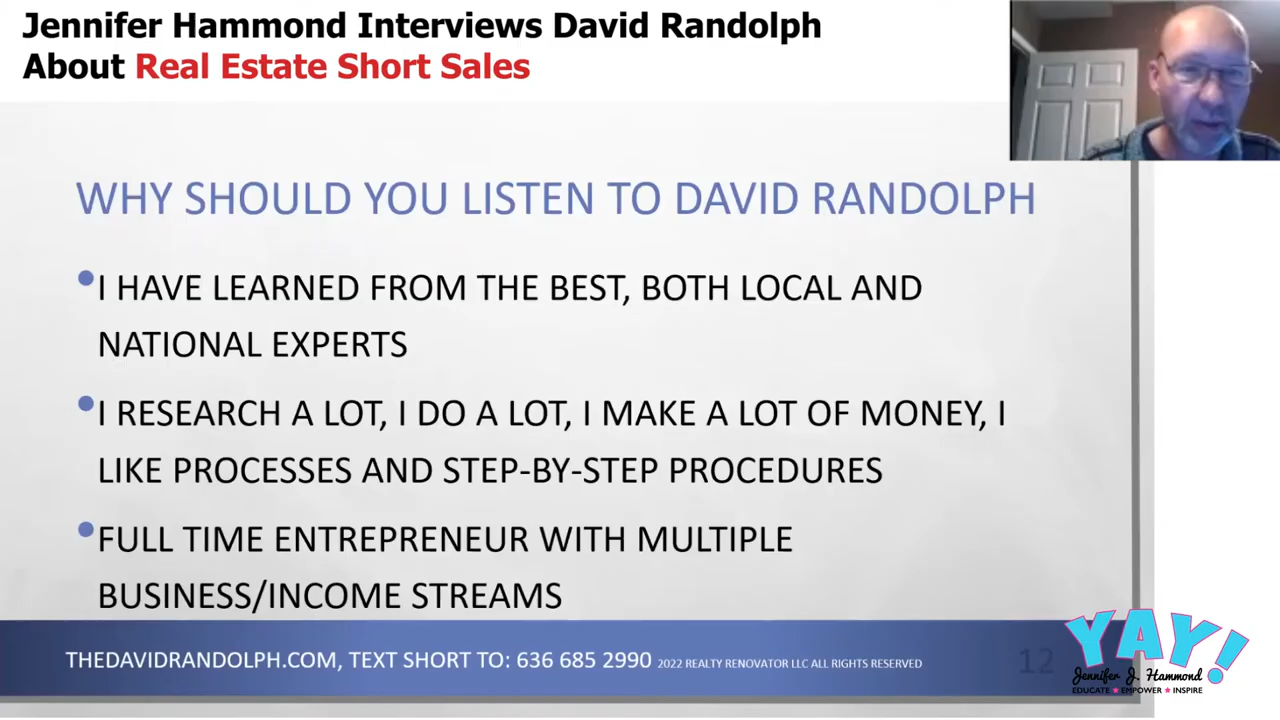 Jennifer Hammond Interviews David Randolph
About Real Estate Short Sales
WHY SHOULD YOU LISTEN TO DAVID RANDOLPH
•I HAVE LEARNED FROM THE BEST, BOTH LOCAL AND
NATIONAL EXPERTS
•I RESEARCH A LOT, I DO A LOT, I MAKE A LOT OF MONEY, I
LIKE PROCESSES AND STEP-BY-STEP PROCEDURES
•FULL TIME ENTREPRENEUR WITH MULTIPLE
BUSINESS/INCOME STREAMS
THEDAVIDRANDOLPH.COM, TEXT SHORT TO: 636 685 2990 2022 REALTY RENOVATOR LLC ALL RIGHTS RESERVED
12
YAY!
Jennifer J. Hammond
EDUCATE ★ EMPOWER ★ INSPIRE